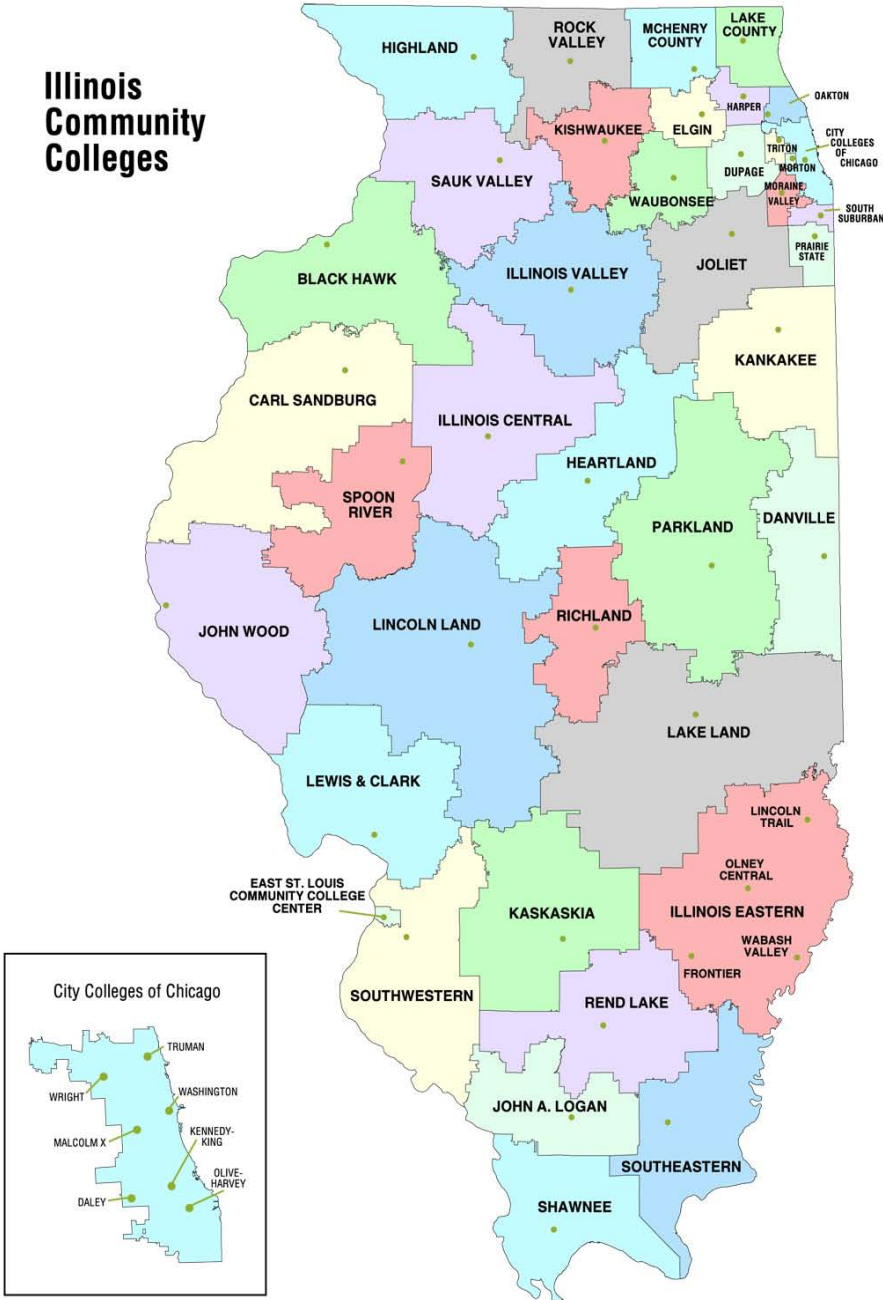 Illinois
Community
Colleges
HIGHLAND
ROCK
VALLEY
MCHENRY
COUNTY
LAKE
COUNTY
HARPER
OAKTON
KISHWAUKEE
ELGIN
TRITON
CITY
COLLEGES
OF
CHICAGO
MORTON
DUPAGE
SAUK VALLEY
WAUBONSEE
MORAINE
VALLEY
SOUTH
SUBURBAN
PRAIRIE
STATE
BLACK HAWK
ILLINOIS VALLEY
JOLIET
KANKAKEE
CARL SANDBURG
ILLINOIS CENTRAL
HEARTLAND
SPOON
RIVER
PARKLAND
DANVILLE
JOHN WOOD
LINCOLN LAND
RICHLAND
LAKE LAND
LEWIS & CLARK
LINCOLN
TRAIL
OLNEY
CENTRAL
EAST ST. LOUIS
COMMUNITY COLLEGE
CENTER
KASKASKIA
ILLINOIS EASTERN
WABASH
VALLEY
FRONTIER
SOUTHWESTERN
REND LAKE
JOHN A. LOGAN
SOUTHEASTERN
SHAWNEE
City Colleges of Chicago
TRUMAN
WRIGHT
WASHINGTON
MALCOLM X
KENNEDY-
KING
OLIVE-
HARVEY
DALEY